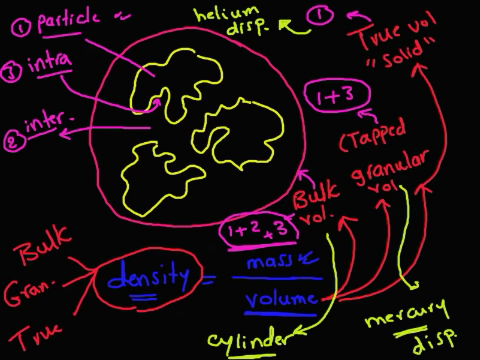 ① particle
③ intra
② inter.
helium
disp.
①
True vol
"Solid"
1+3
(Tapped
granular
vol
Bulk
vol.
1+2+3
Bulk
Gran.
True
density = mass
volume
cylinder
mercury
disp.